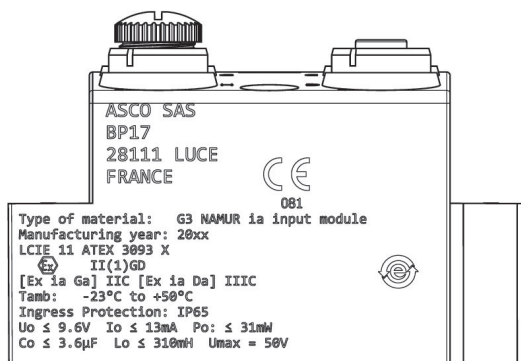 ASCO SAS
BP17
28111 LUCE
FRANCE
CE
081
Type of material: G3 NAMUR ia input module
Manufacturing year: 20xx
LCIE 11 ATEX 3093 X
Ex II(1)GD
[Ex ia Ga] IIC [Ex ia Da] IIIC
Tamb: -23°C to +50°C
Ingress Protection: IP65
Uo ≤ 9.6V Io ≤ 13mA Po: ≤ 31mW
Co ≤ 3.6µF Lo ≤ 310mH Umax = 50V
e